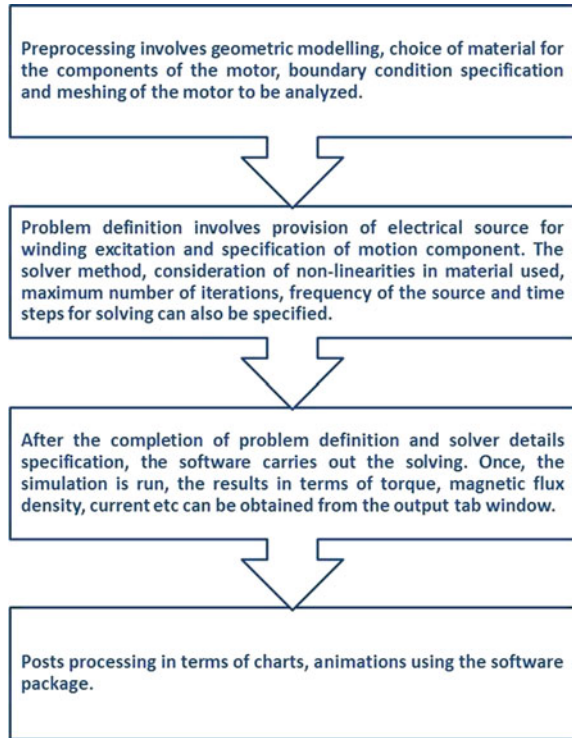 Preprocessing involves geometric modelling, choice of material for
the components of the motor, boundary condition specification
and meshing of the motor to be analyzed.
Problem definition involves provision of electrical source for
winding excitation and specification of motion component. The
solver method, consideration of non-linearities in material used,
maximum number of iterations, frequency of the source and time
steps for solving can also be specified.
After the completion of problem definition and solver details
specification, the software carries out the solving. Once, the
simulation is run, the results in terms of torque, magnetic flux
density, current etc can be obtained from the output tab window.
Posts processing in terms of charts, animations using the software
package.